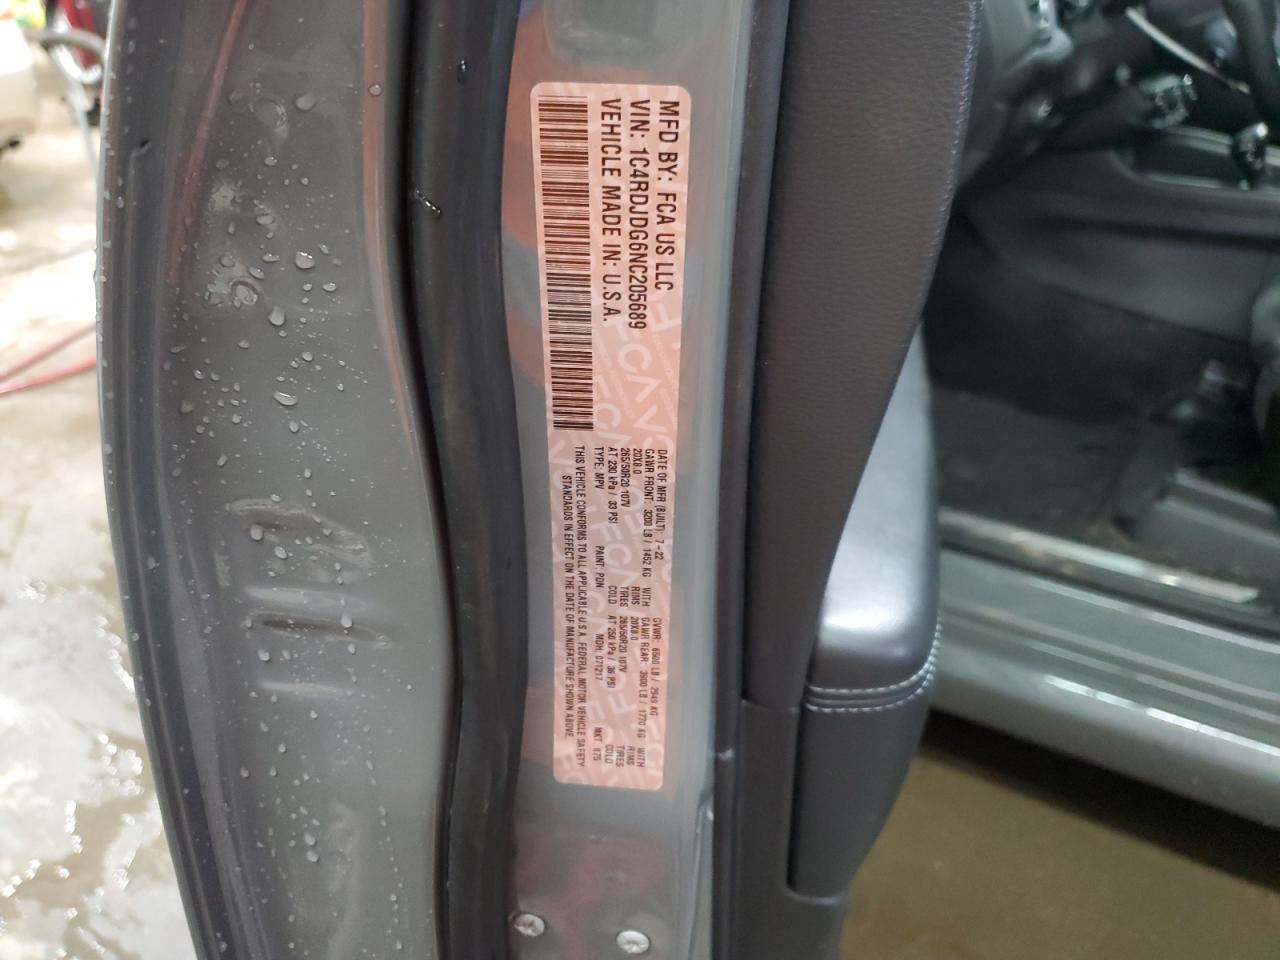 MFD BY: FCA US LLC
VIN: 1C4RDJDG6NC205689
VEHICLE MADE IN: U.S.A.
DATE OF MFR (BUILT): 7-22 GVWR: 6500 LB / 2949 KG
GAWR FRONT: 3200 LB / 1452 KG WITH GAWR REAR: 3900 LB / 1770 KG WITH
20X8.0 RIMS 20X8.0 RIMS
265/50R20 107V TIRES 265/50R20 107V TIRES
AT 230 kPa / 33 PSI COLD AT 250 kPa / 36 PSI COLD
TYPE: MPV PAINT: PDN MDH: 071217 MKT:
THIS VEHICLE CONFORMS TO ALL APPLICABLE U.S.A. FEDERAL MOTOR VEHICLE SAFETY
STANDARDS IN EFFECT ON THE DATE OF MANUFACTURE SHOWN ABOVE.